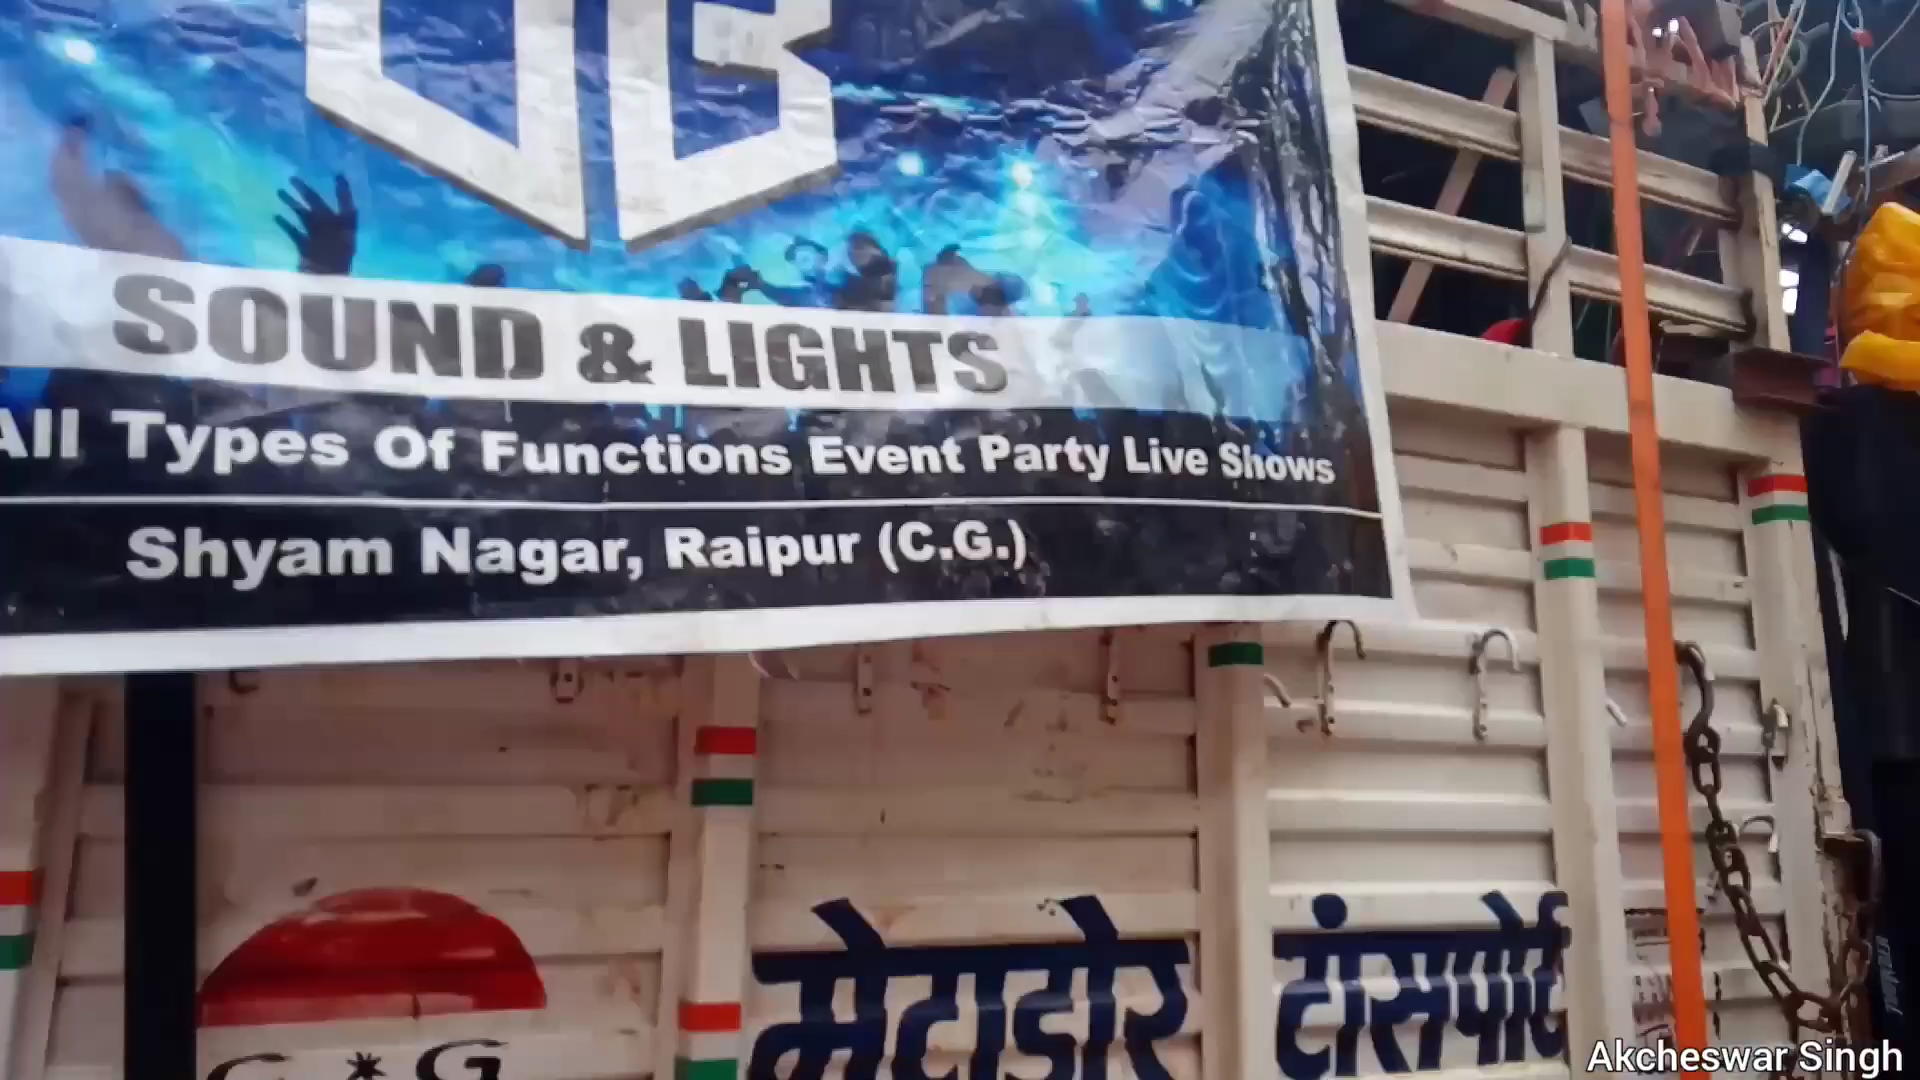 SOUND & LIGHTS
All Types Of Functions Event Party Live Shows
Shyam Nagar, Raipur (C.G.)
C * G
मेटाडोर टांसपोर्ट
Akcheswar Singh